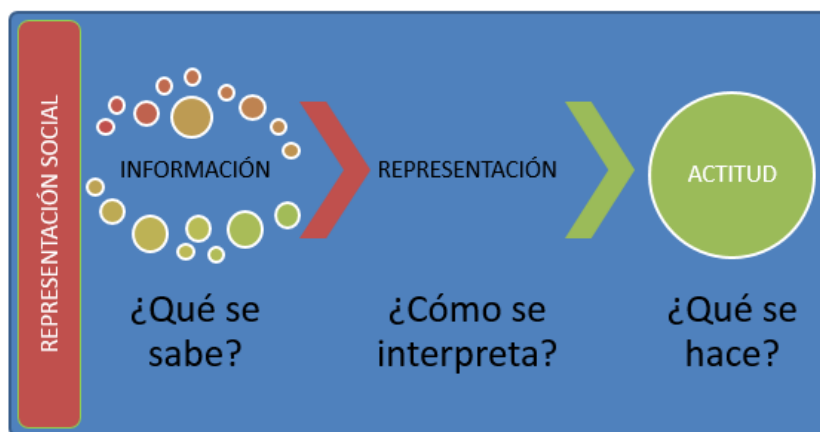 REPRESENTACIÓN SOCIAL
INFORMACIÓN
REPRESENTACIÓN
ACTITUD
¿Qué se
sabe?
¿Cómo se
interpreta?
¿Qué se
hace?